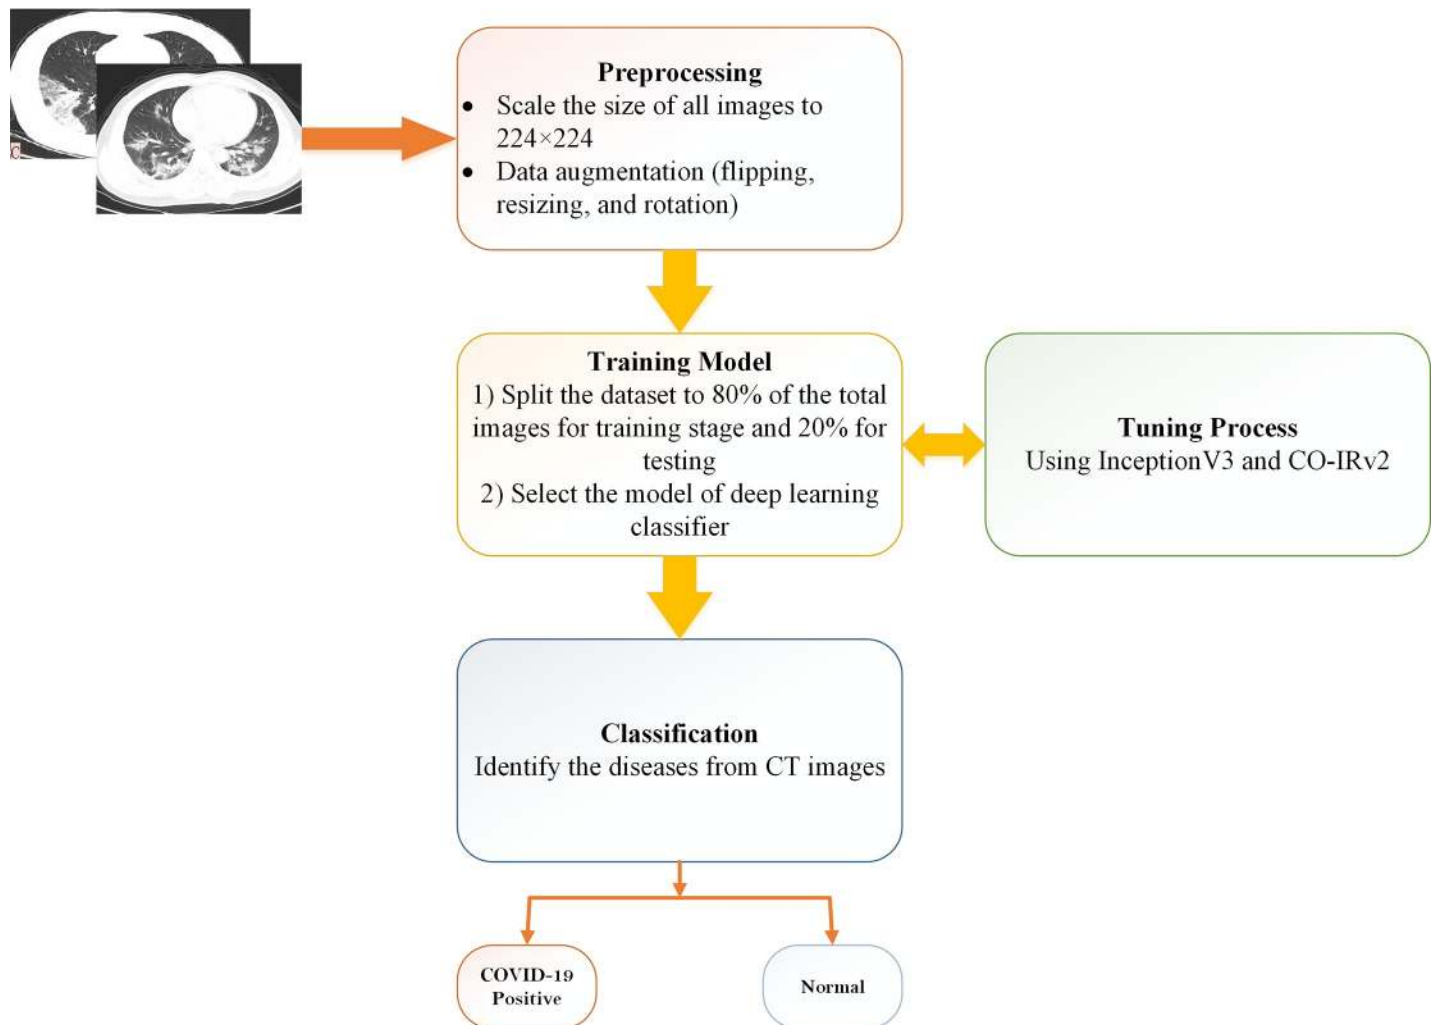 C
Preprocessing
• Scale the size of all images to
224×224
• Data augmentation (flipping,
resizing, and rotation)
Training Model
1) Split the dataset to 80% of the total
images for training stage and 20% for
testing
2) Select the model of deep learning
classifier
Tuning Process
Using InceptionV3 and CO-IRv2
Classification
Identify the diseases from CT images
COVID-19
Positive
Normal